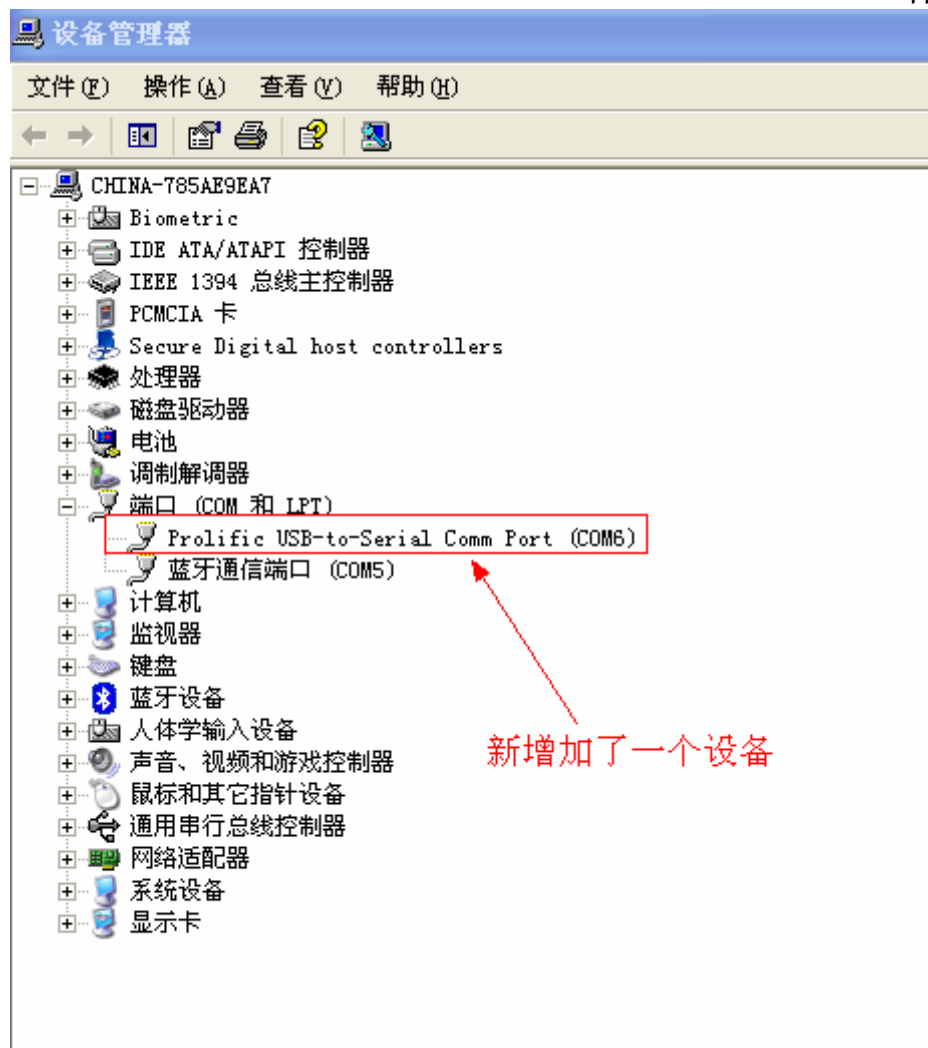 设备管理器
文件(F) 操作(A) 查看(V) 帮助(H)
CHINA-785AE9EA7
Biometric
IDE ATA/ATAPI 控制器
IEEE 1394 总线主控制器
PCMCIA 卡
Secure Digital host controllers
处理器
磁盘驱动器
电池
调制解调器
端口 (COM 和 LPT)
Prolific USB-to-Serial Comm Port (COM6)
蓝牙通信端口 (COM5)
计算机
监视器
键盘
蓝牙设备
人体学输入设备
新增加了一个设备
声音、视频和游戏控制器
鼠标和其它指针设备
通用串行总线控制器
网络适配器
系统设备
显示卡